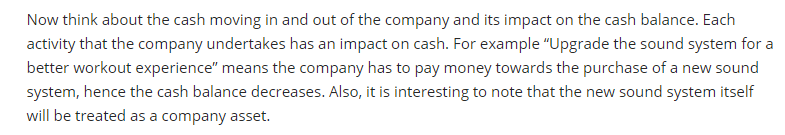 Now think about the cash moving in and out of the company and its impact on the cash balance. Each
activity that the company undertakes has an impact on cash. For example “Upgrade the sound system for a
better workout experience” means the company has to pay money towards the purchase of a new sound
system, hence the cash balance decreases. Also, it is interesting to note that the new sound system itself
will be treated as a company asset.